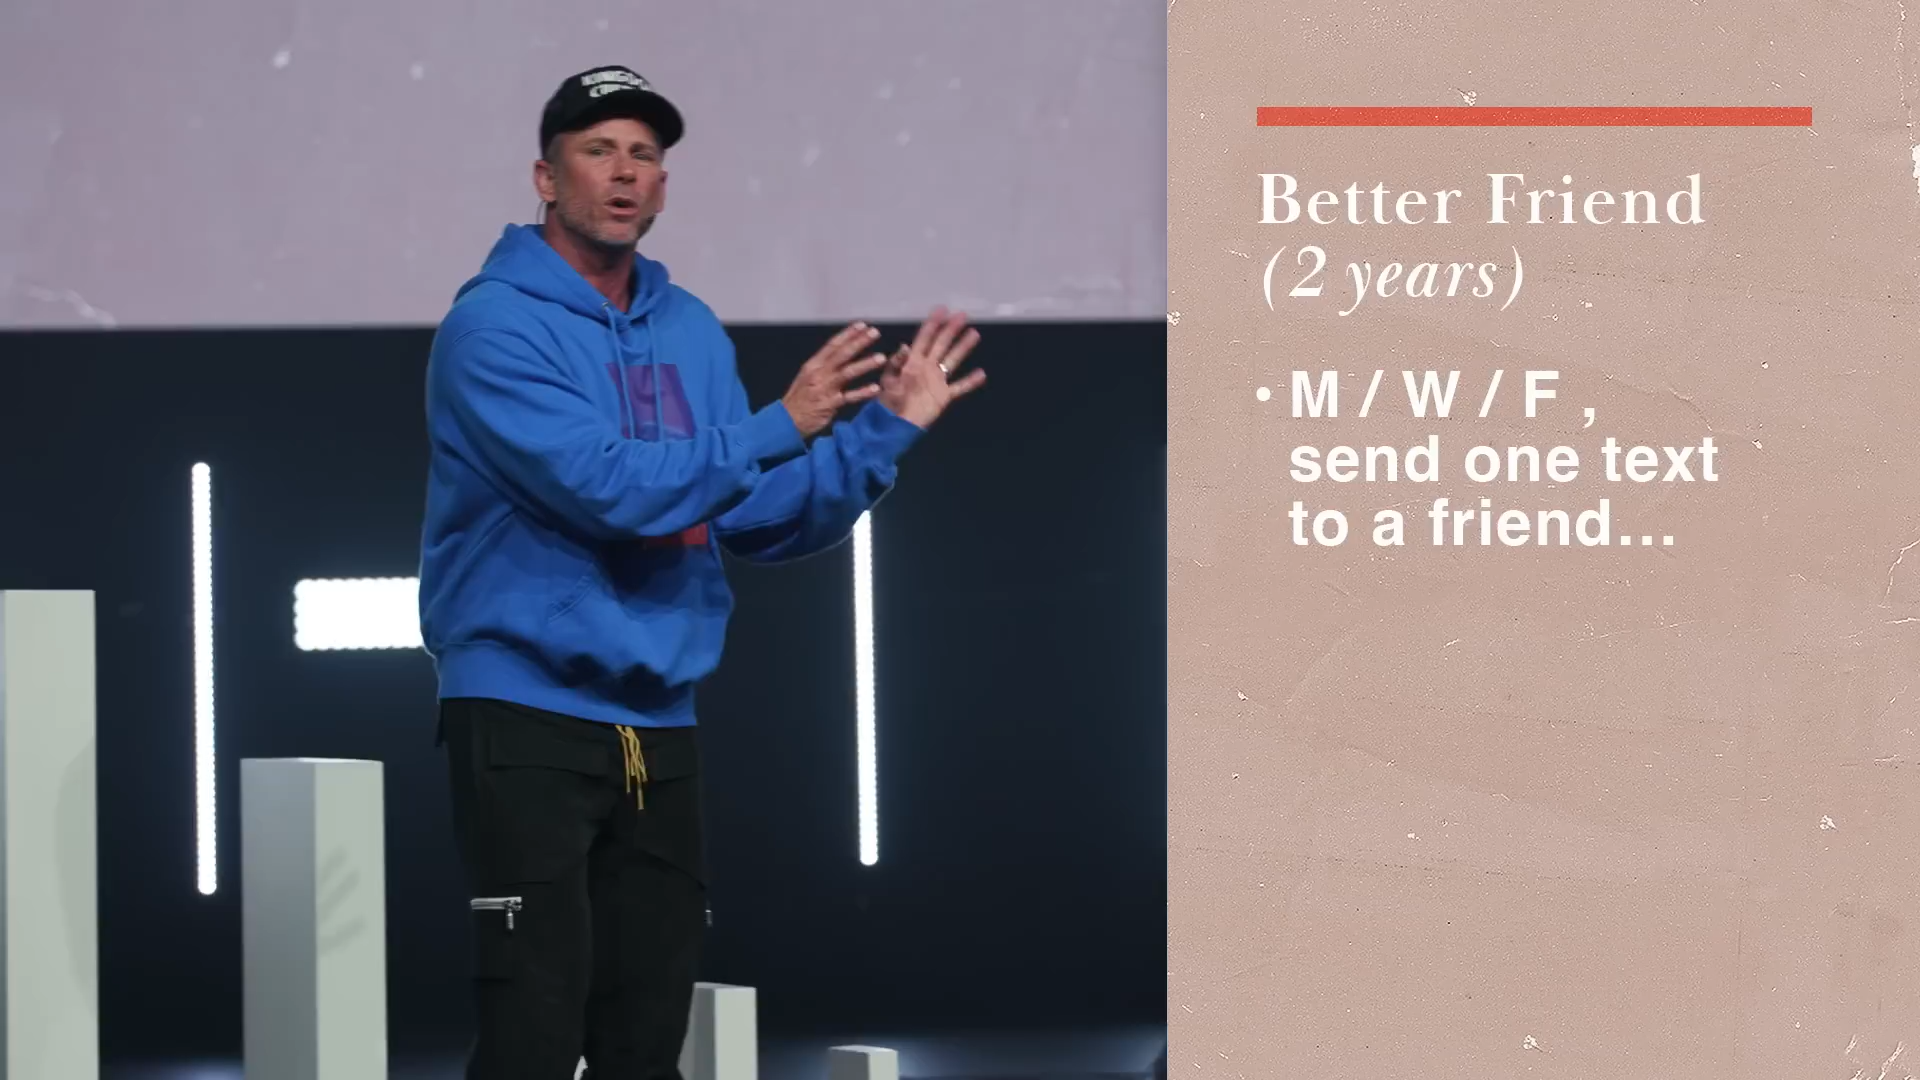 Better Friend
(2 years)
• M / W / F ,
send one text
to a friend...